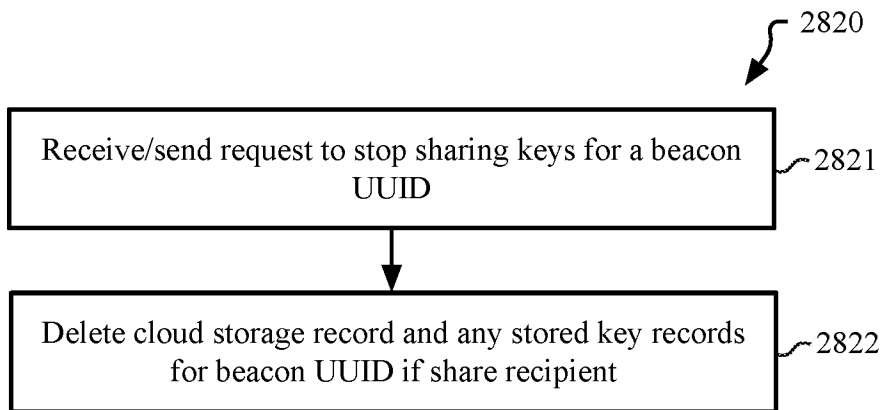 2820
Receive/send request to stop sharing keys for a beacon
UUID
2821
Delete cloud storage record and any stored key records
for beacon UUID if share recipient
2822